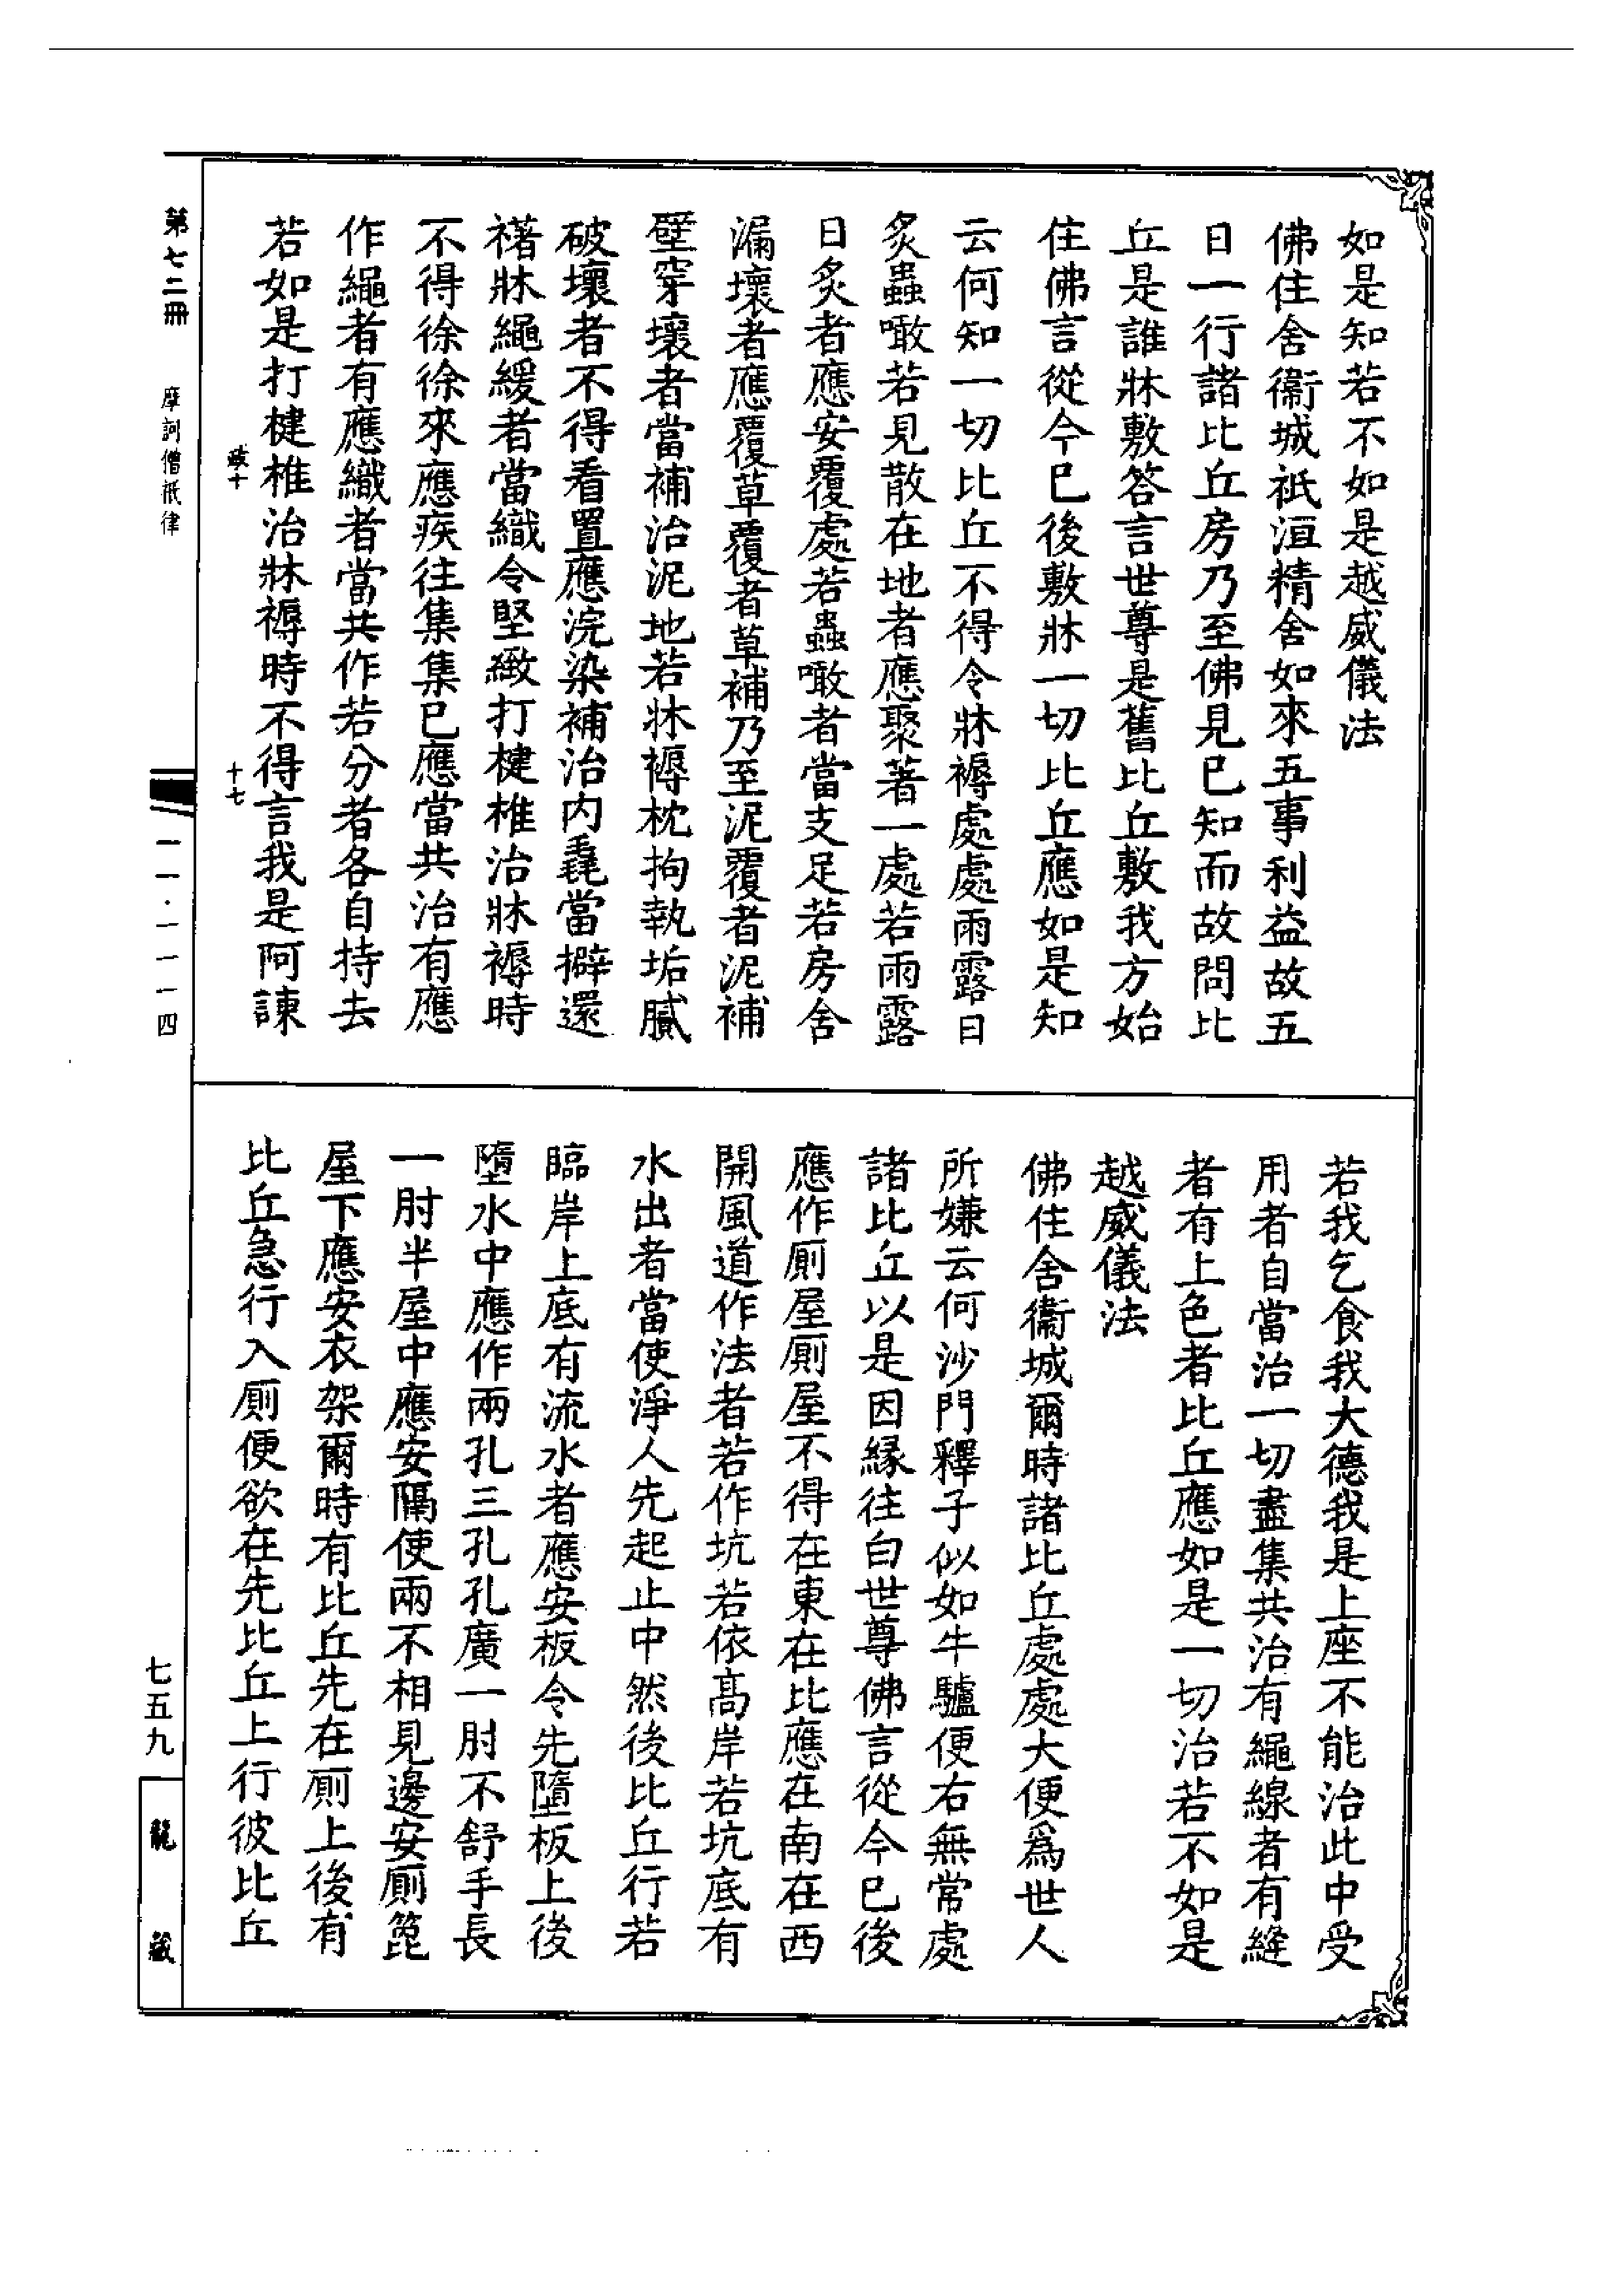 如是知若不如是越威儀法
佛住舍衞城祇洹精舍如來五事利益故五
日一行諸比丘房乃至佛見已知而故問比
丘是誰牀敷答言世尊是舊比丘敷我方始
住佛言從今已後敷牀一切比丘應如是知
云何知一切比丘不得令牀褥處處雨露日
炙蟲噉若見散在地者應聚著一處若雨露
日炙者應安覆處若蟲噉者當支足若房舍
漏壞者應覆草覆者草補乃至泥覆者泥補
壁穿壞者當補治泥地若牀褥枕拘執垢膩
破壞者不得看置應浣染補治内毳當擗還
褚牀繩緩者當織令堅緻打揵椎治牀褥時
不得徐徐來應疾往集集已應當共治有應
作繩者有應織者當共作若分者各自持去
若如是打揵椎治牀褥時不得言我是阿諫
政十
十七
若我乞食我大德我是上座不能治此中受
用者自當治一切盡集共治有繩線者有縫
者有上色者比丘應如是一切治若不如是
越威儀法
佛住舍衞城爾時諸比丘處處大便爲世人
所嫌云何沙門釋子似如牛驢便右無常處
諸比丘以是因緣往白世尊佛言從今已後
應作厠屋厠屋不得在東在比應在南在西
開風道作法者若作坑若依高岸若坑底有
水出者當使淨人先起止中然後比丘行若
臨岸上底有流水者應安板令先墮板上後
墮水中應作兩孔三孔孔廣一肘不舒手長
一肘半屋中應安隔使兩不相見邊安厠篦
屋下應安衣架爾時有比丘先在厠上後有
比丘急行入厠便欲在先比丘上行彼比丘
第七二冊
摩訶僧祇律
一一·一一一四
七五九
龍藏